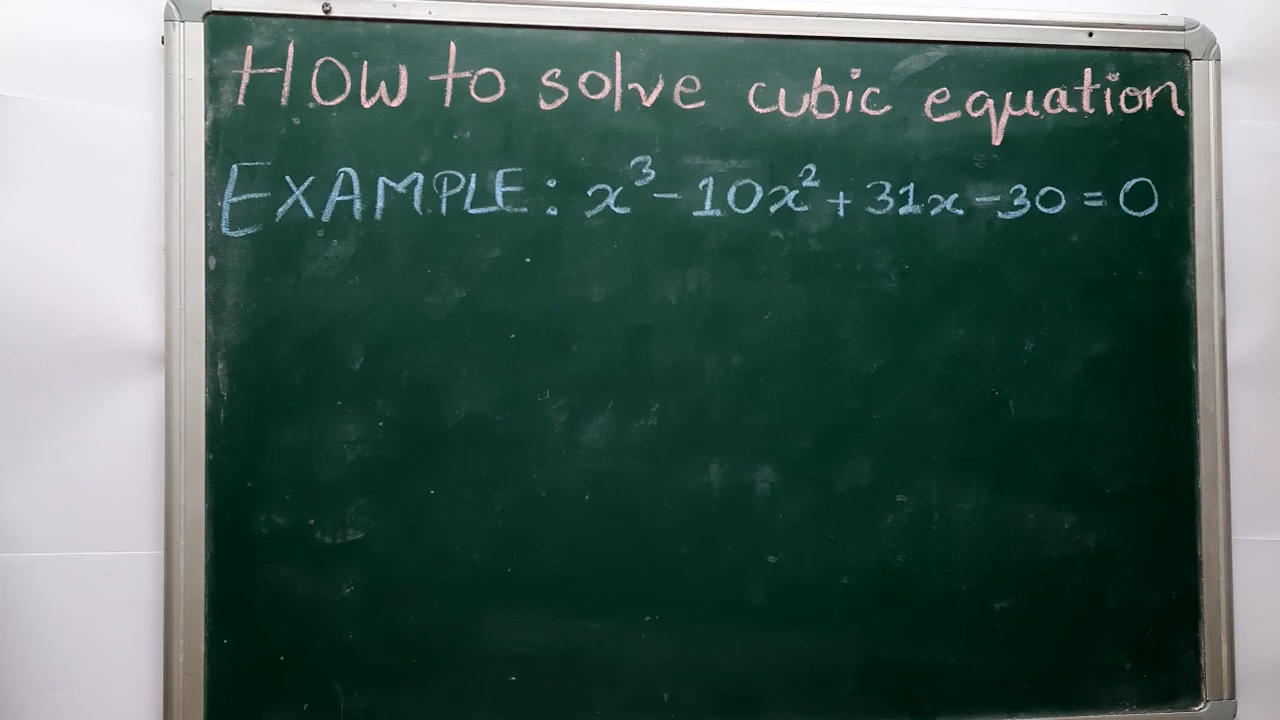 How to solve cubic equation
EXAMPLE: x³ - 10x² + 31x - 30 = 0